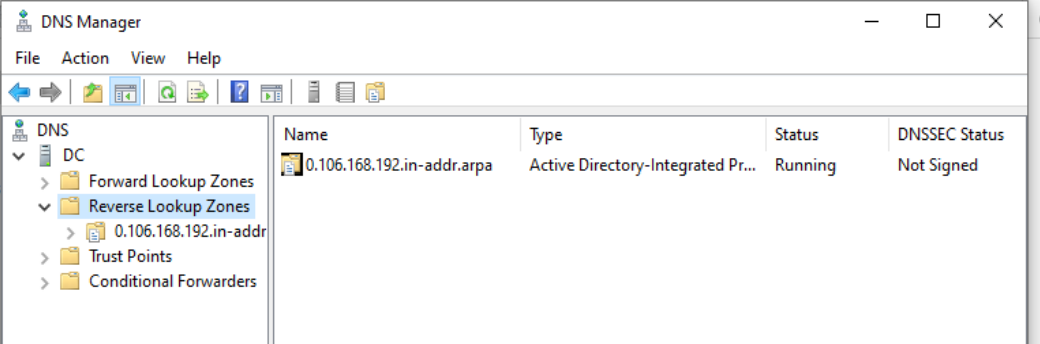 DNS Manager
File Action View Help
DNS
DC
Forward Lookup Zones
Reverse Lookup Zones
0.106.168.192.in-addr
Trust Points
Conditional Forwarders
Name Type Status DNSSEC Status
0.106.168.192.in-addr.arpa Active Directory-Integrated Pr... Running Not Signed